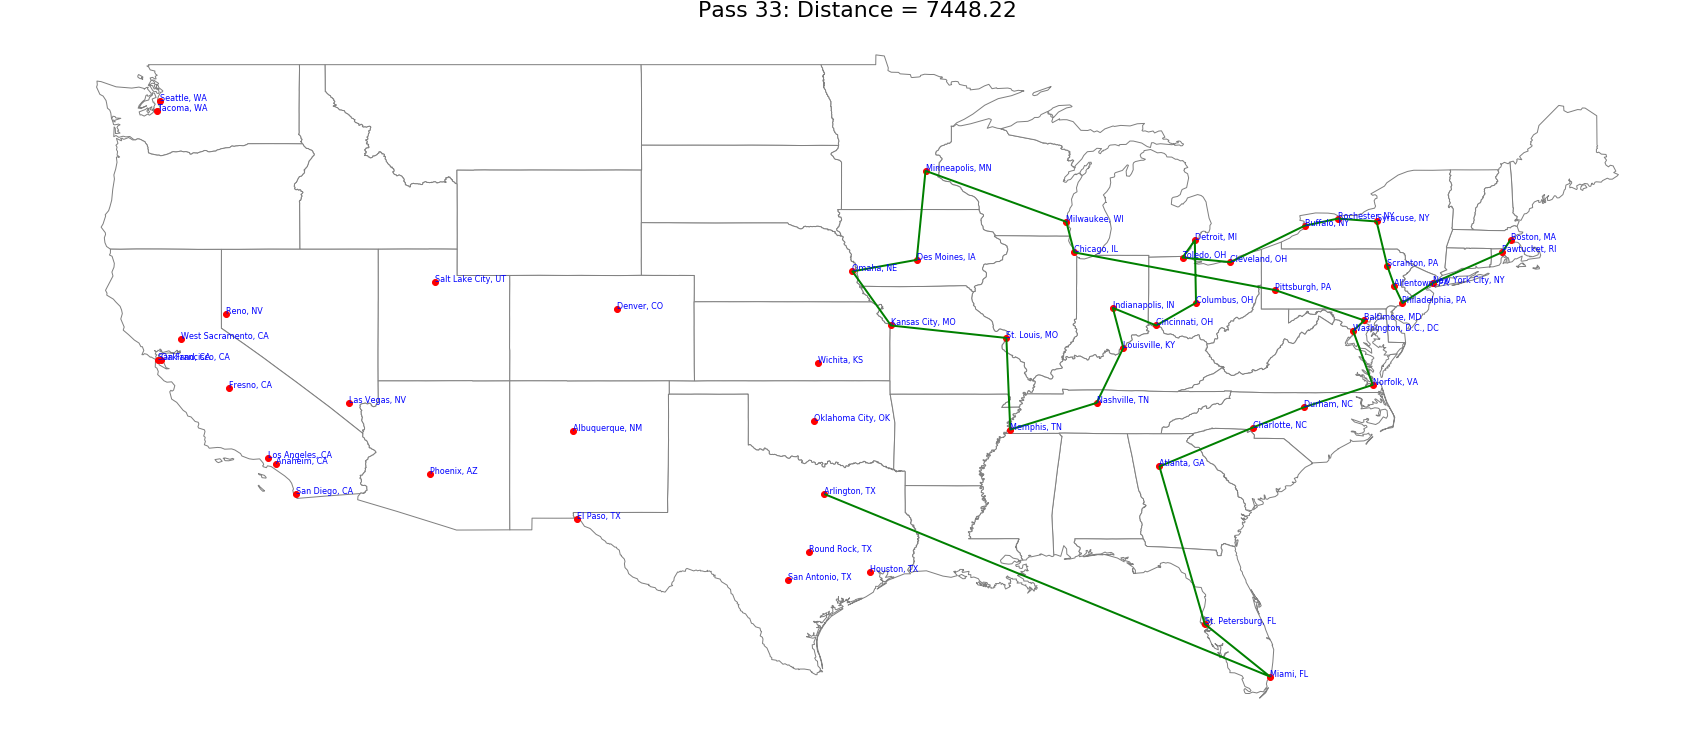 Pass 33: Distance = 7448.22
Seattle, WA
Tacoma, WA
Minneapolis, MN
Milwaukee, WI
Buffalo, NY
Rochester, NY
Syracuse, NY
Detroit, MI
Boston, MA
Pawtucket, RI
Chicago, IL
Toledo, OH
Cleveland, OH
Des Moines, IA
Omaha, NE
Scranton, PA
Salt Lake City, UT
Allentown, PA
New York City, NY
Pittsburgh, PA
Philadelphia, PA
Columbus, OH
Denver, CO
Indianapolis, IN
Reno, NV
Baltimore, MD
Kansas City, MO
Cincinnati, OH
Washington, D.C., DC
West Sacramento, CA
St. Louis, MO
Louisville, KY
San Francisco, CA
Wichita, KS
Fresno, CA
Norfolk, VA
Las Vegas, NV
Nashville, TN
Durham, NC
Oklahoma City, OK
Charlotte, NC
Albuquerque, NM
Memphis, TN
Los Angeles, CA
Anaheim, CA
Atlanta, GA
Phoenix, AZ
San Diego, CA
Arlington, TX
El Paso, TX
Round Rock, TX
Houston, TX
San Antonio, TX
St. Petersburg, FL
Miami, FL